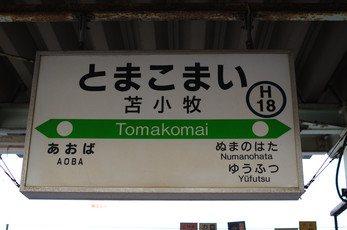 とまこまい
苫小牧
H
18
Tomakomai
あおば
AOBA
ぬまのはた
Numanohata
ゆうふつ
Yūfutsu